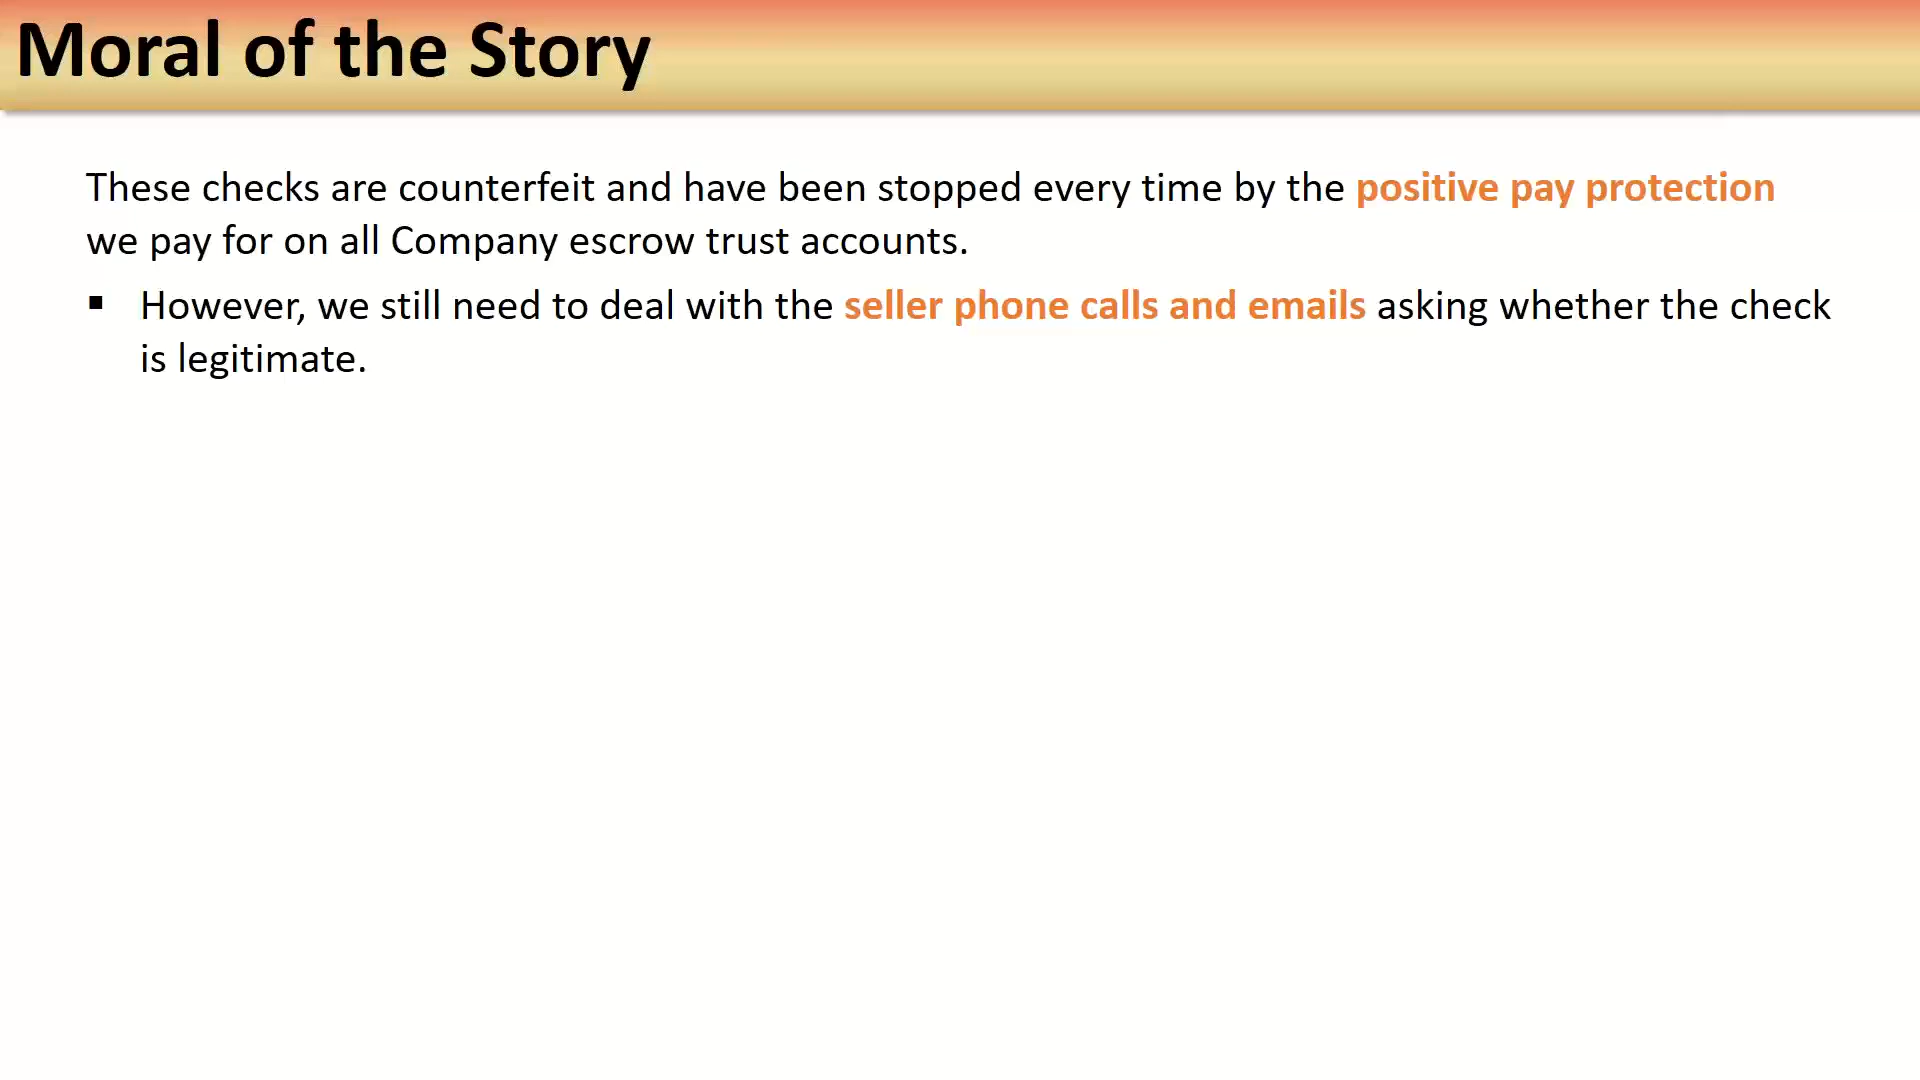 Moral of the Story
These checks are counterfeit and have been stopped every time by the positive pay protection
we pay for on all Company escrow trust accounts.
▪ However, we still need to deal with the seller phone calls and emails asking whether the check
is legitimate.